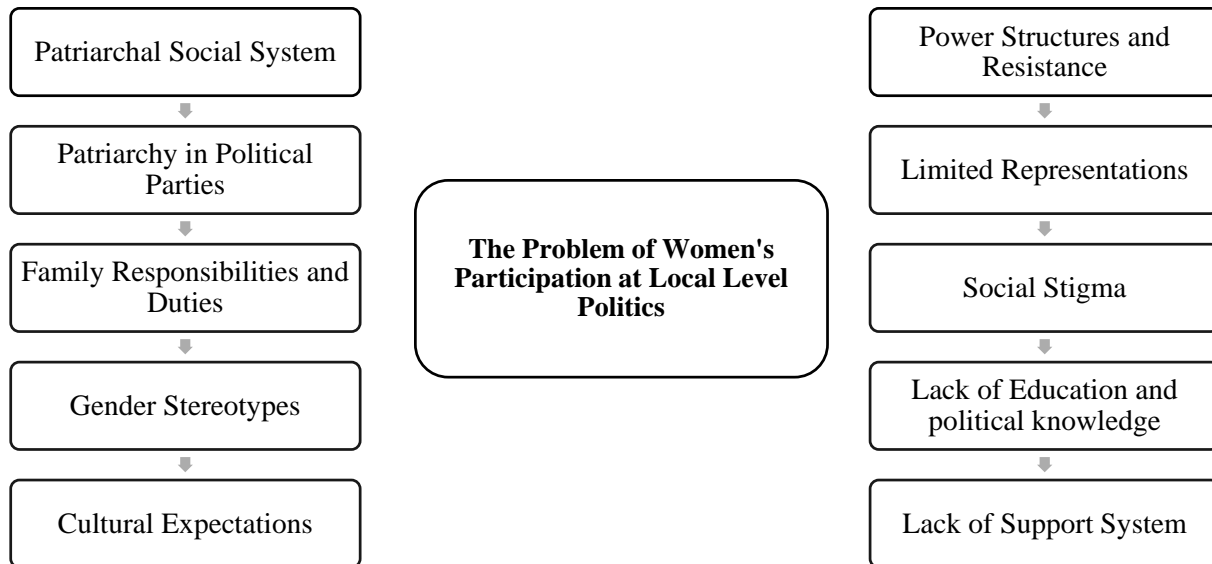 Patriarchal Social System
Patriarchy in Political
Parties
Family Responsibilities and
Duties
Gender Stereotypes
Cultural Expectations
The Problem of Women's
Participation at Local Level
Politics
Power Structures and
Resistance
Limited Representations
Social Stigma
Lack of Education and
political knowledge
Lack of Support System